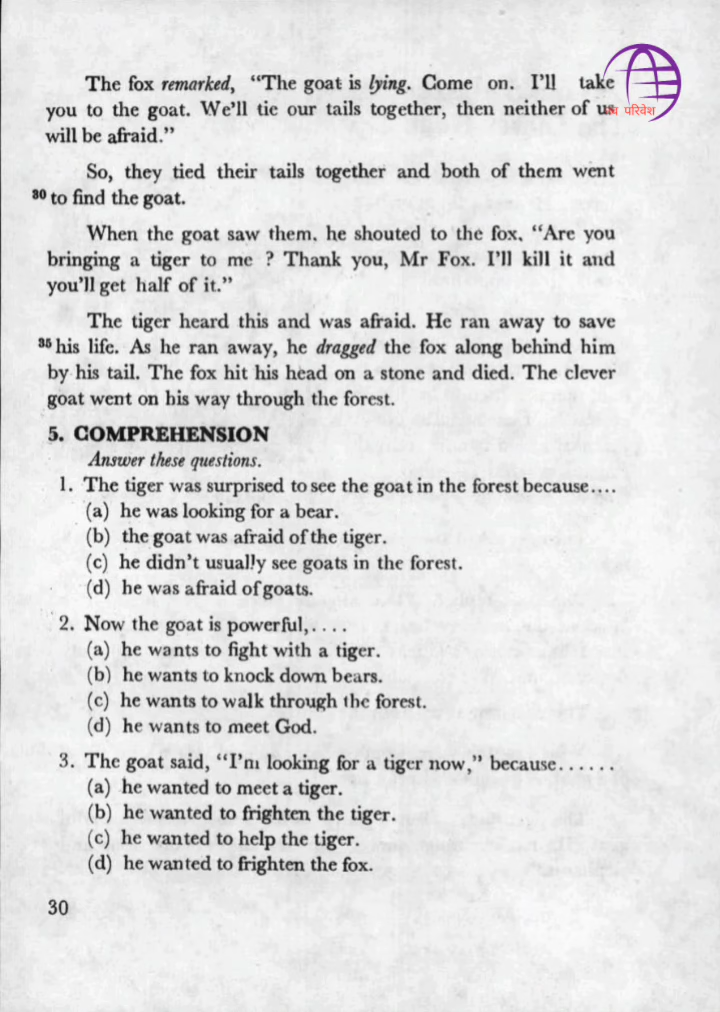 The fox remarked, “The goat is lying. Come on. I’ll take
you to the goat. We’ll tie our tails together, then neither of us
will be afraid.”
So, they tied their tails together and both of them went
30 to find the goat.
When the goat saw them, he shouted to the fox, “Are you
bringing a tiger to me ? Thank you, Mr Fox. I’ll kill it and
you’ll get half of it.”
The tiger heard this and was afraid. He ran away to save
35 his life. As he ran away, he dragged the fox along behind him
by his tail. The fox hit his head on a stone and died. The clever
goat went on his way through the forest.
5. COMPREHENSION
Answer these questions.
1. The tiger was surprised to see the goat in the forest because....
(a) he was looking for a bear.
(b) the goat was afraid of the tiger.
(c) he didn’t usually see goats in the forest.
(d) he was afraid of goats.
2. Now the goat is powerful,....
(a) he wants to fight with a tiger.
(b) he wants to knock down bears.
(c) he wants to walk through the forest.
(d) he wants to meet God.
3. The goat said, “I’m looking for a tiger now,” because......
(a) he wanted to meet a tiger.
(b) he wanted to frighten the tiger.
(c) he wanted to help the tiger.
(d) he wanted to frighten the fox.
30
परिवेश